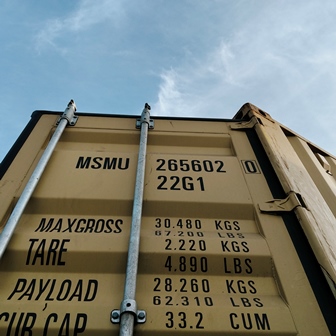 MSMU 265602 0
22G1
MAXGROSS 30.480 KGS
67.200 LBS
TARE 2.220 KGS
4.890 LBS
PAYLOAD 28.260 KGS
62.310 LBS
CUB CAP 33.2 CUM